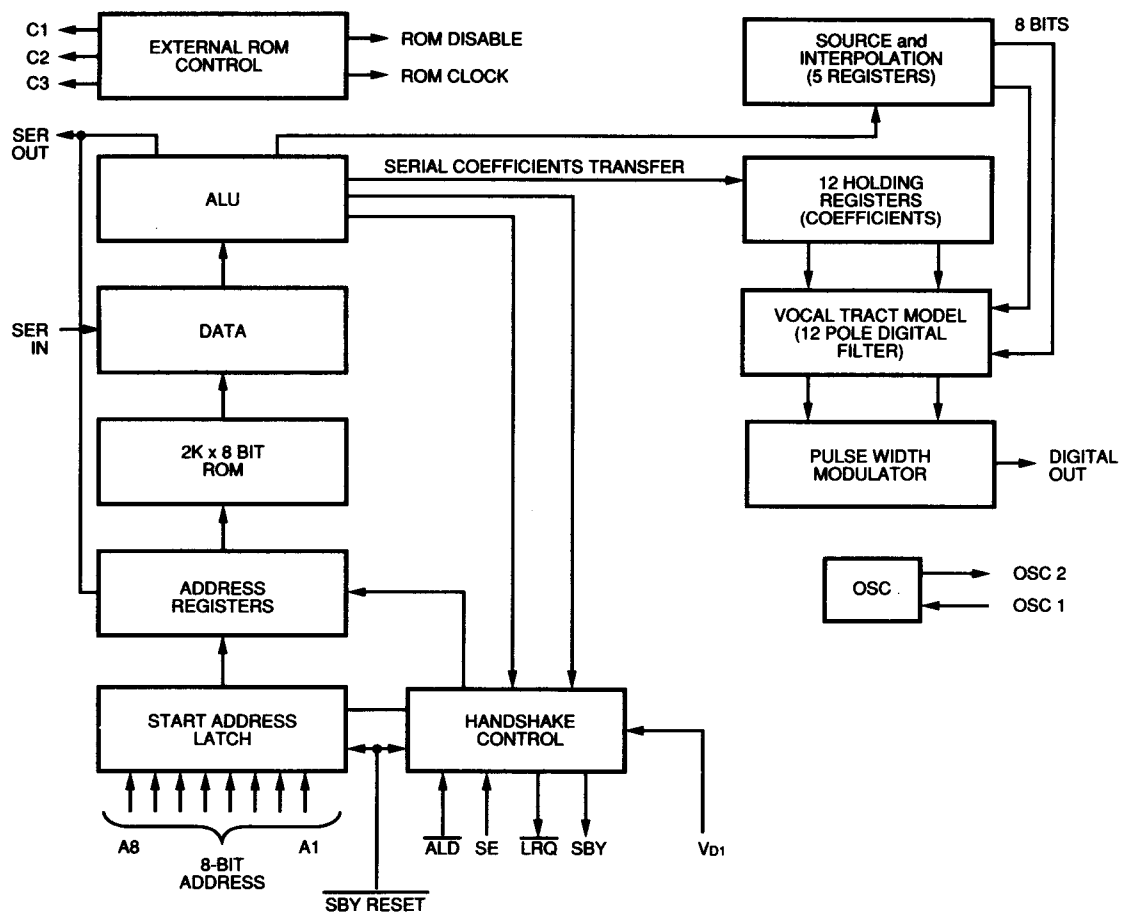 C1
C2
C3
EXTERNAL ROM
CONTROL
ROM DISABLE
ROM CLOCK
SOURCE and
INTERPOLATION
(5 REGISTERS)
8 BITS
SER
OUT
ALU
SERIAL COEFFICIENTS TRANSFER
12 HOLDING
REGISTERS
(COEFFICIENTS)
SER
IN
DATA
VOCAL TRACT MODEL
(12 POLE DIGITAL
FILTER)
2K x 8 BIT
ROM
PULSE WIDTH
MODULATOR
DIGITAL
OUT
ADDRESS
REGISTERS
OSC
OSC 2
OSC 1
START ADDRESS
LATCH
HANDSHAKE
CONTROL
A8
A1
8-BIT
ADDRESS
ALD
SE
LRQ
SBY
VD1
SBY RESET